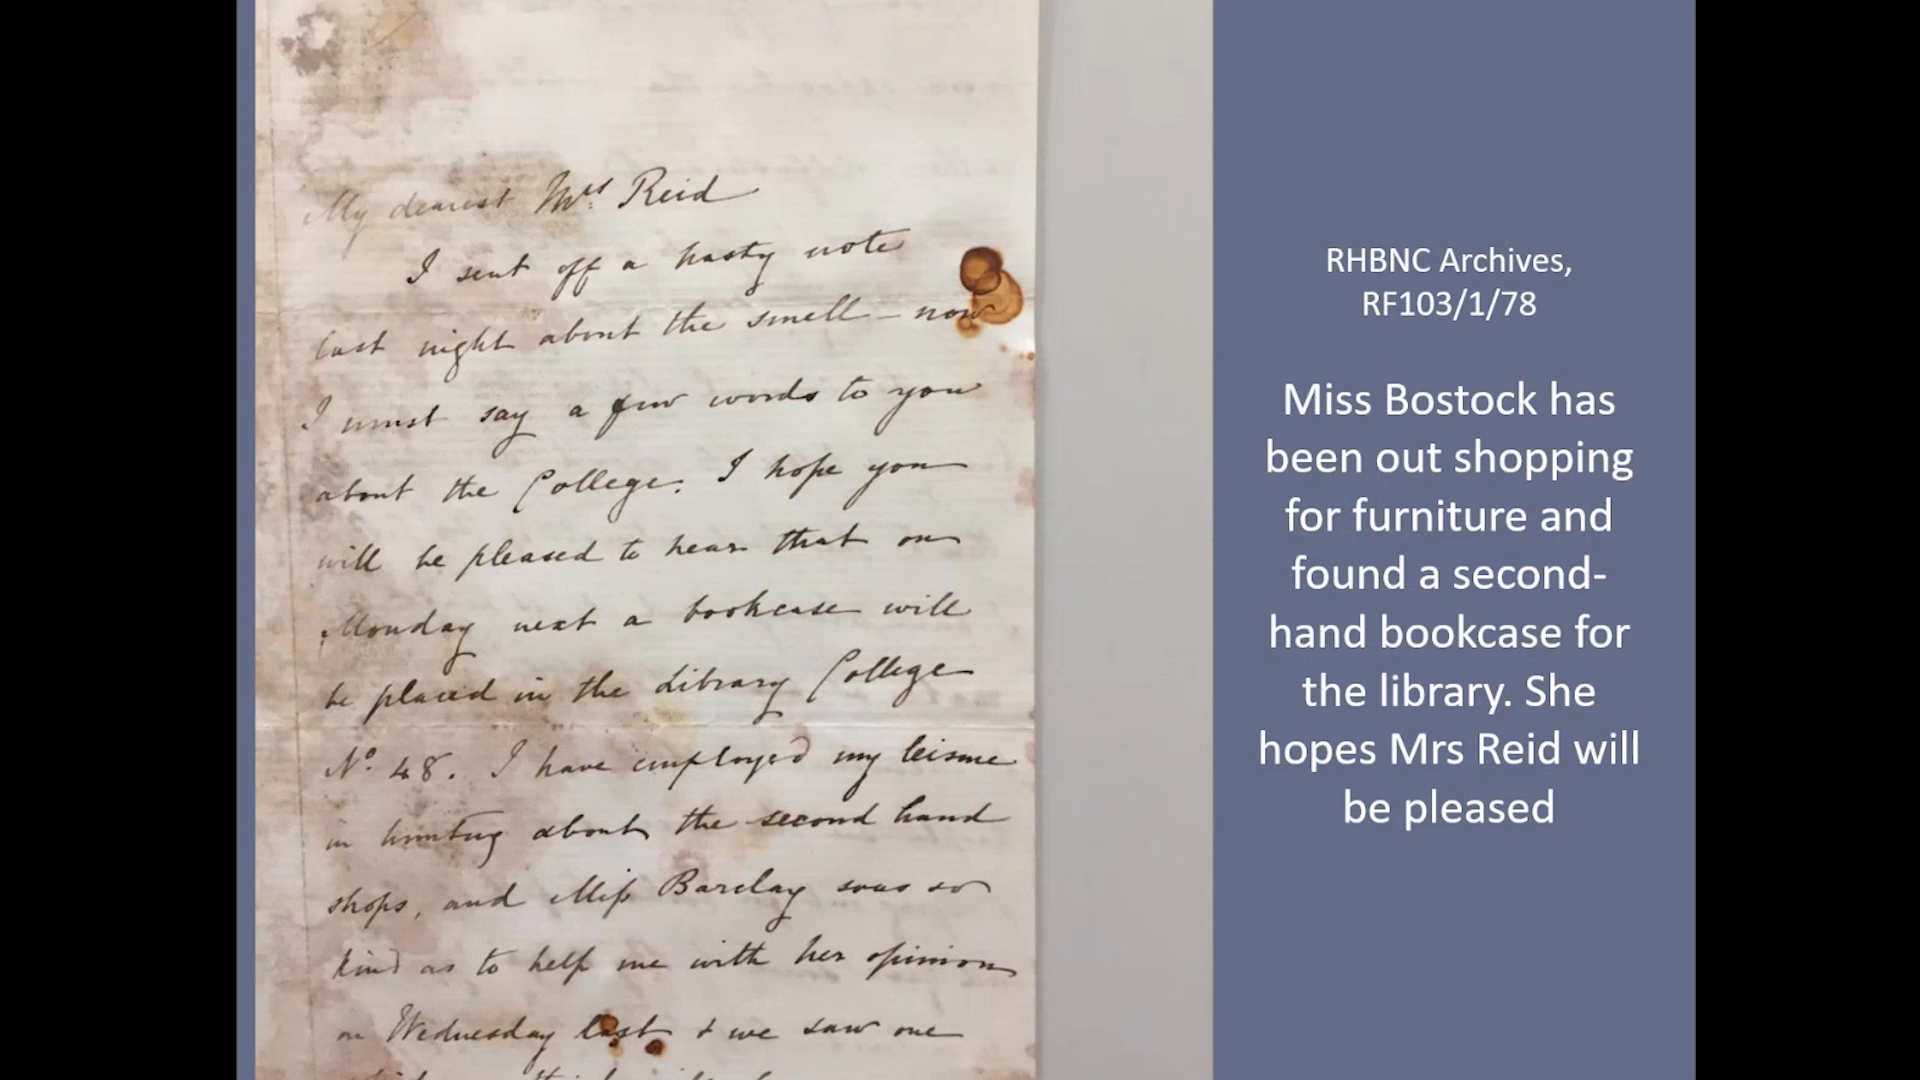 My dearest Mrs. Reid
I sent off a hasty note
last night about the smell – now
I must say a few words to you
about the College. I hope you
will be pleased to hear that on
Monday next a bookcase will
be placed in the Library College
No 48. I have employed my leisure
in hunting about the second hand
shops, and Miss Barclay was so
kind as to help me with her opinion
on Wednesday last & we saw one
RHBNC Archives,
RF103/1/78
Miss Bostock has
been out shopping
for furniture and
found a second-
hand bookcase for
the library. She
hopes Mrs Reid will
be pleased